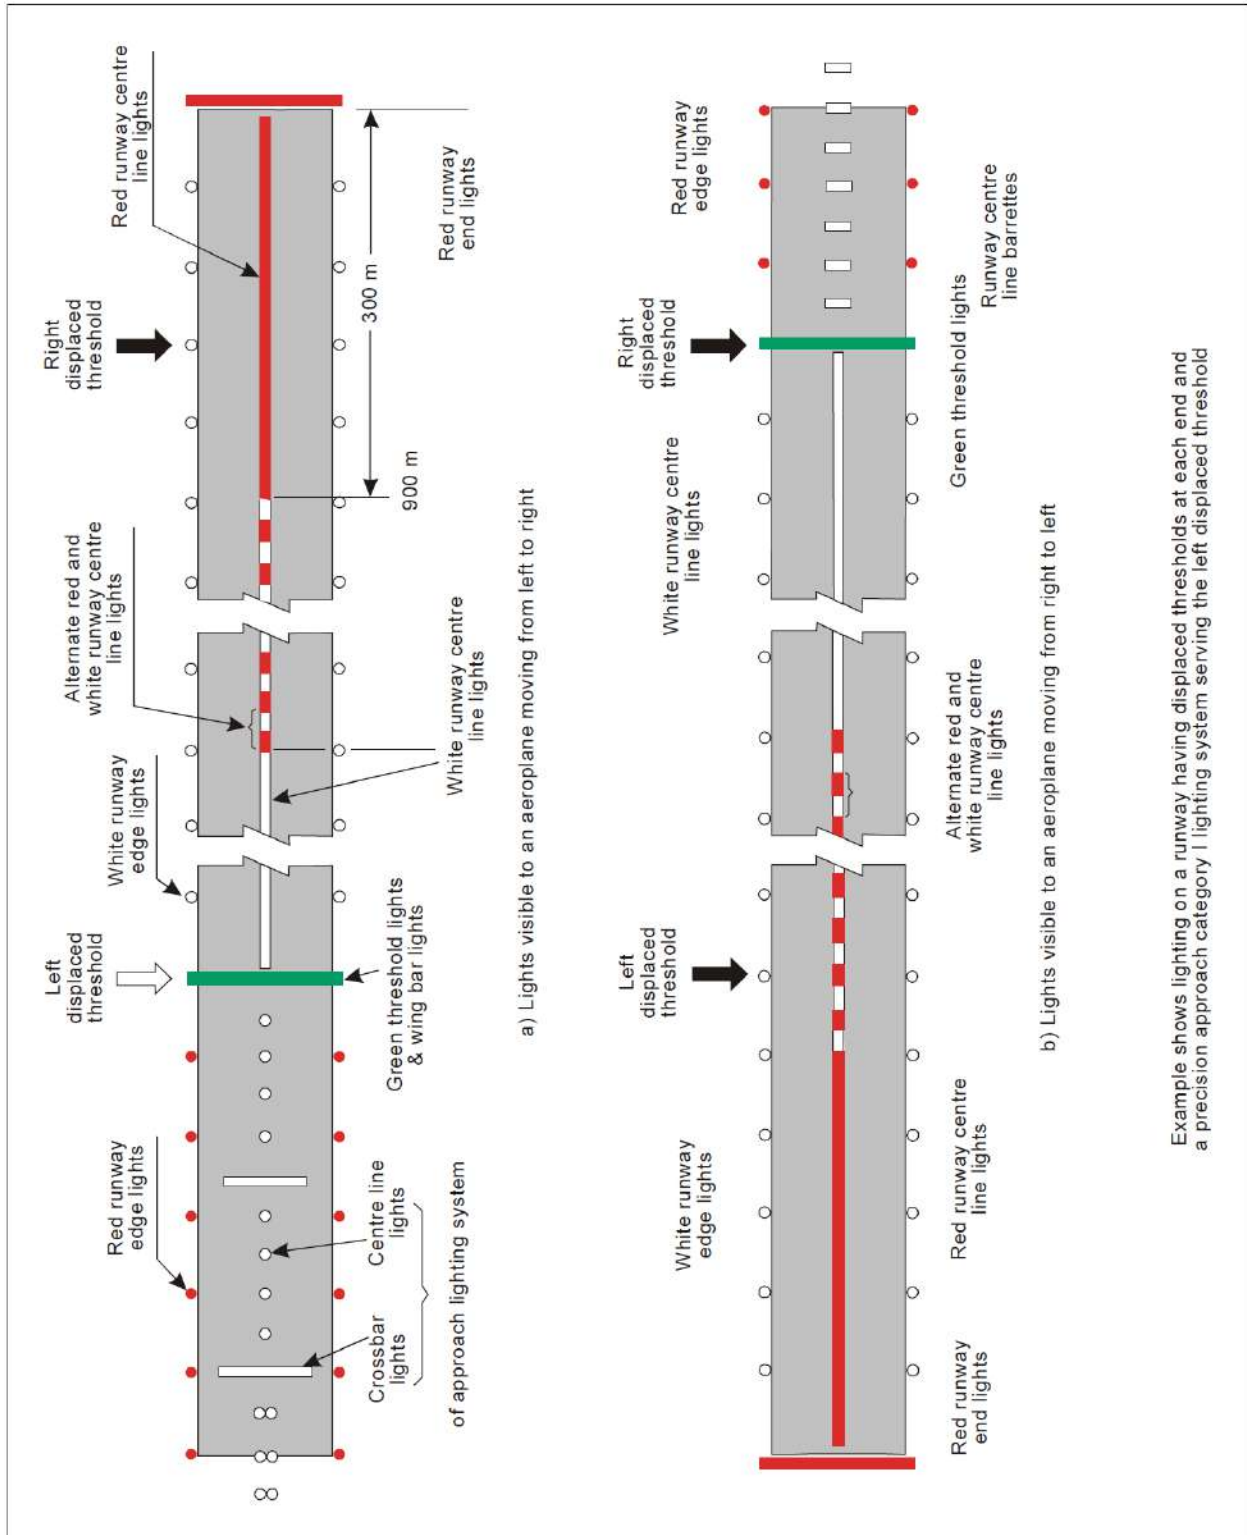 Left
displaced
threshold
White runway
edge lights
Alternate red and
white runway centre
line lights
Right
displaced
threshold
Red runway centre
line lights
Red runway
edge lights
Crossbar
lights
Centre line
lights
of approach lighting system
Green threshold lights
& wing bar lights
White runway centre
line lights
900 m
300 m
Red runway
end lights
a) Lights visible to an aeroplane moving from left to right
White runway
edge lights
Left
displaced
threshold
White runway centre
line lights
Right
displaced
threshold
Red runway
edge lights
Red runway
end lights
Red runway centre
line lights
Alternate red and
white runway centre
line lights
Green threshold lights
Runway centre
line barrettes
b) Lights visible to an aeroplane moving from right to left
Example shows lighting on a runway having displaced thresholds at each end and
a precision approach category I lighting system serving the left displaced threshold